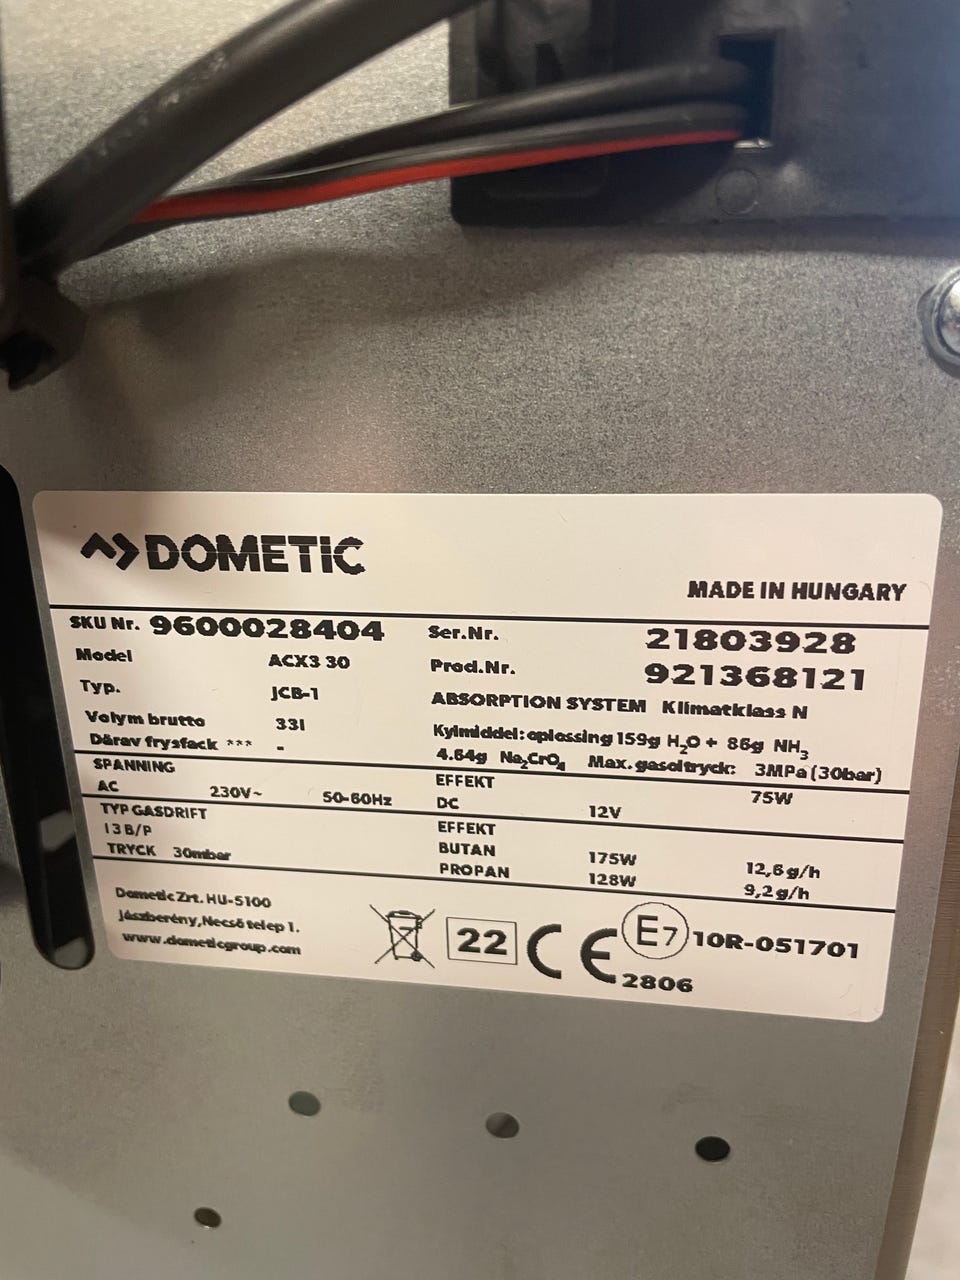 DOMETIC
MADE IN HUNGARY
SKU Nr. 9600028404
Ser.Nr. 21803928
Model ACX3 30
Prod.Nr. 921368121
Typ. JCB-1
ABSORPTION SYSTEM Klimatklass N
Volym brutto 33l
Kylmiddel: oplossing 159g H₂O + 86g NH₃
Därav frysfack *** -
4.64g Na₂CrO₄ Max. gasoltryck: 3MPa (30bar)
SPANNING
EFFEKT 75W
AC 230V~ 50-60Hz
DC 12V
TYP GASDRIFT
EFFEKT
I3B/P
BUTAN 175W 12,6 g/h
TRYCK 30mbar
PROPAN 128W 9,2 g/h
Dometic Zrt. HU-5100
Jászberény, Necső telep 1.
www.dometicgroup.com
22 CE 2806 E7 10R-051701